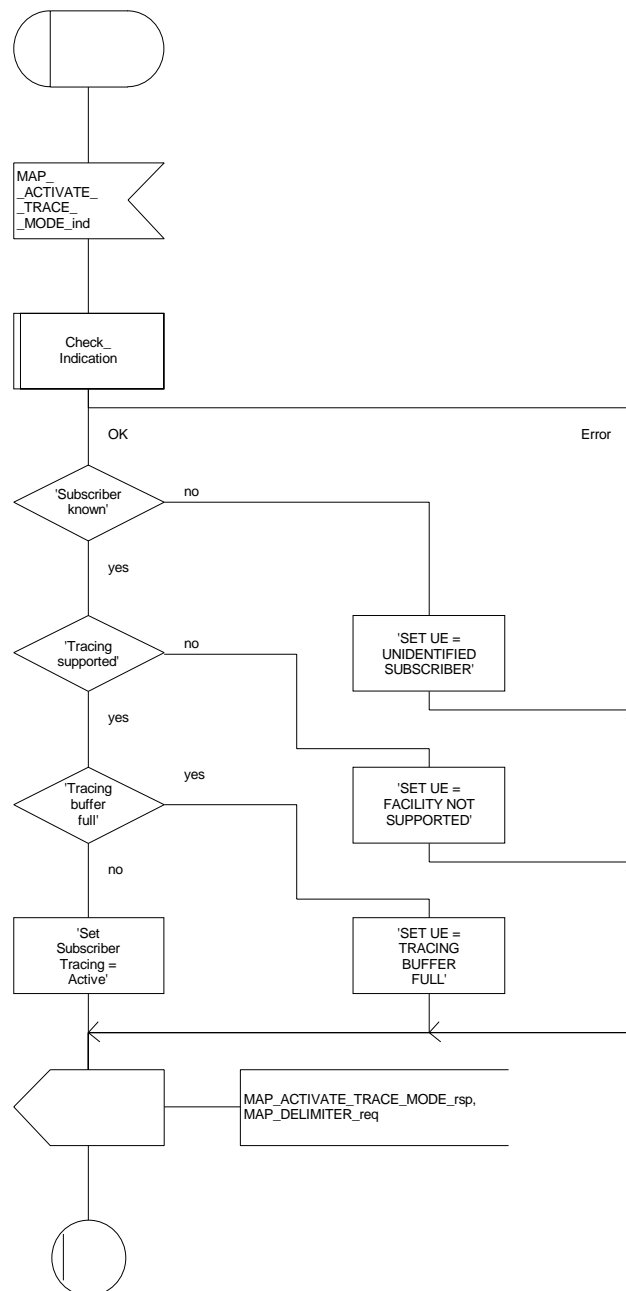 MAP_
_ACTIVATE_
_TRACE_
_MODE_ind
Check_
Indication
OK
Error
'Subscriber
known'
no
yes
'Tracing
supported'
no
'SET UE =
UNIDENTIFIED
SUBSCRIBER'
yes
'Tracing
buffer
full'
yes
'SET UE =
FACILITY NOT
SUPPORTED'
no
'Set
Subscriber
Tracing =
Active'
'SET UE =
TRACING
BUFFER
FULL'
MAP_ACTIVATE_TRACE_MODE_rsp,
MAP_DELIMITER_req